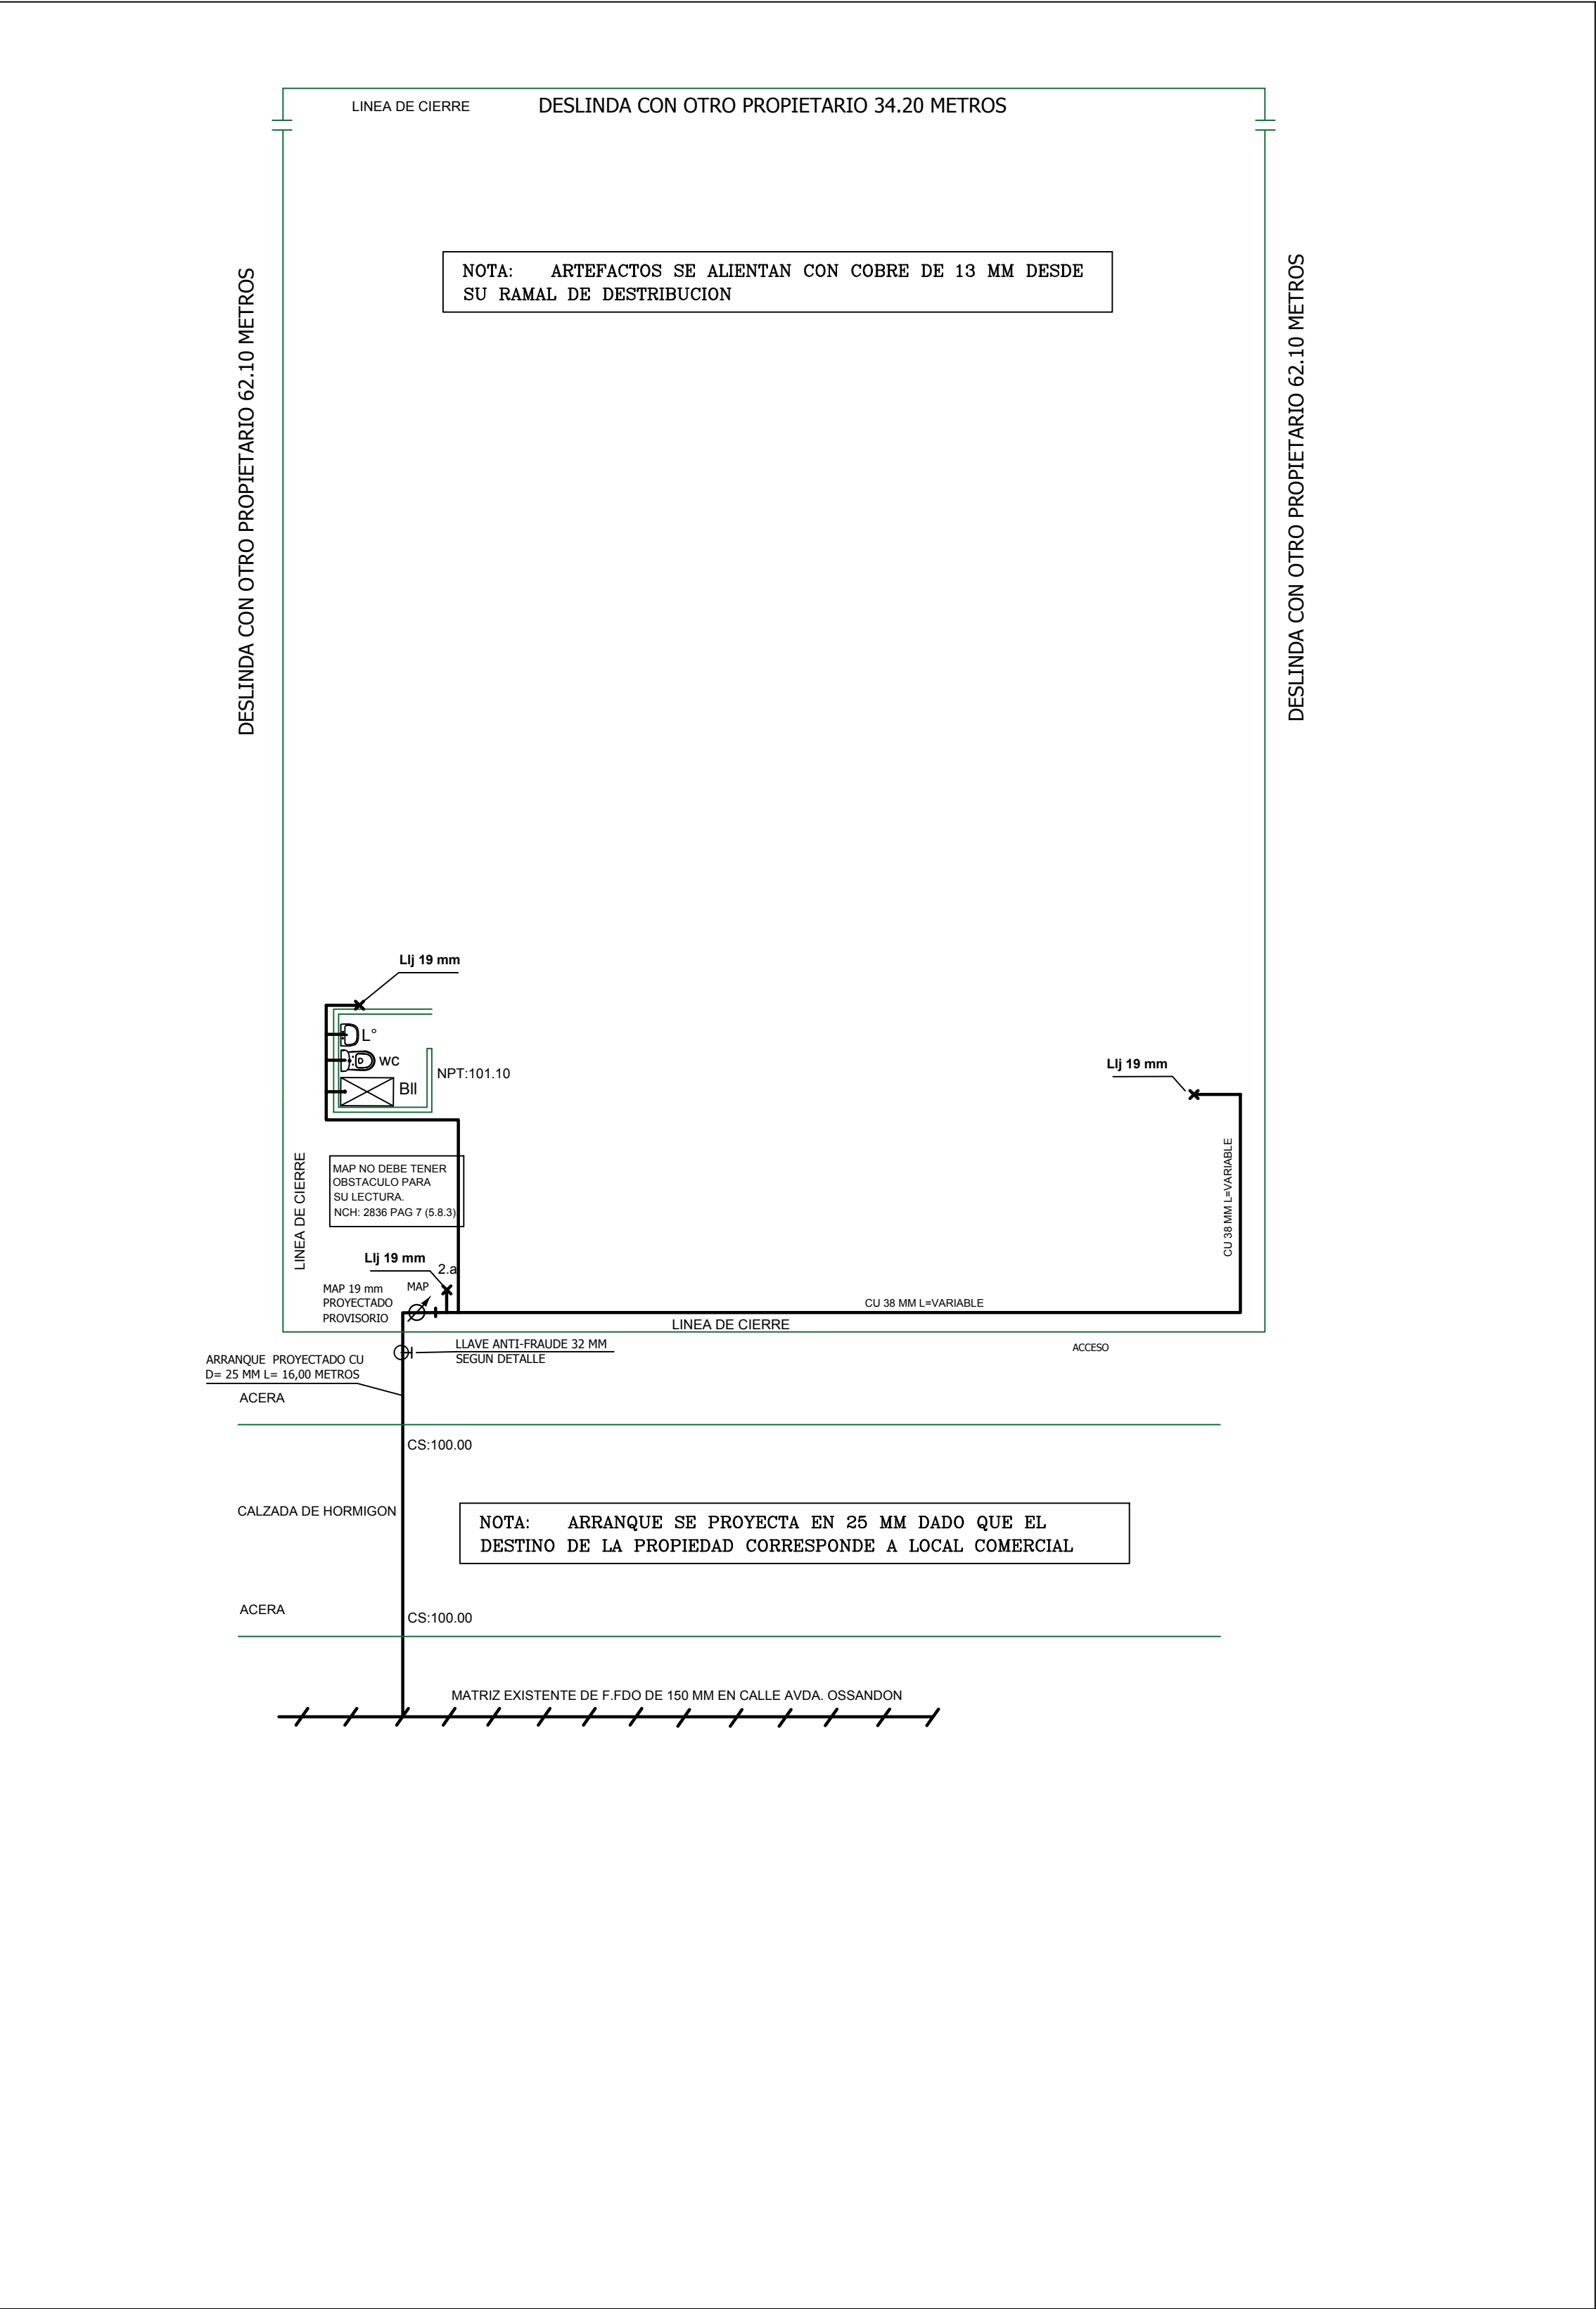 LINEA DE CIERRE
DESLINDA CON OTRO PROPIETARIO 34.20 METROS
DESLINDA CON OTRO PROPIETARIO 62.10 METROS
DESLINDA CON OTRO PROPIETARIO 62.10 METROS
NOTA: ARTEFACTOS SE ALIENTAN CON COBRE DE 13 MM DESDE
SU RAMAL DE DESTRIBUCION
Llj 19 mm
L°
WC
BII
NPT:101.10
Llj 19 mm
CU 38 MM L=VARIABLE
LINEA DE CIERRE
MAP NO DEBE TENER
OBSTACULO PARA
SU LECTURA.
NCH: 2836 PAG 7 (5.8.3)
Llj 19 mm
2.a
MAP
MAP 19 mm
PROYECTADO
PROVISORIO
CU 38 MM L=VARIABLE
LINEA DE CIERRE
LLAVE ANTI-FRAUDE 32 MM
SEGUN DETALLE
ACCESO
ARRANQUE PROYECTADO CU
D= 25 MM L= 16,00 METROS
ACERA
CS:100.00
CALZADA DE HORMIGON
NOTA: ARRANQUE SE PROYECTA EN 25 MM DADO QUE EL
DESTINO DE LA PROPIEDAD CORRESPONDE A LOCAL COMERCIAL
ACERA
CS:100.00
MATRIZ EXISTENTE DE F.FDO DE 150 MM EN CALLE AVDA. OSSANDON